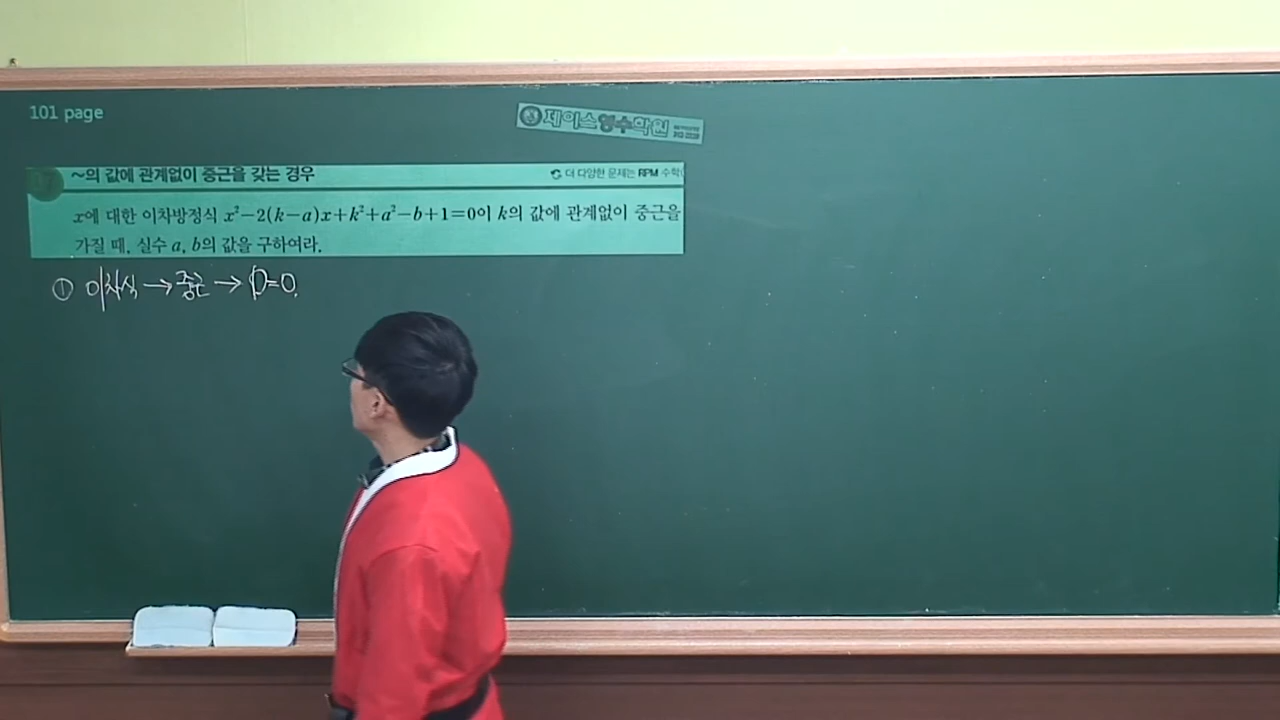 101 page
제이스영수학원
~의 값에 관계없이 중근을 갖는 경우
더 다양한 문제는 RPM 수학(
x에 대한 이차방정식 x²-2(k-a)x+k²+a²-b+1=0이 k의 값에 관계없이 중근을
가질 때, 실수 a, b의 값을 구하여라.
① 이차식 → 중근 → D=0.